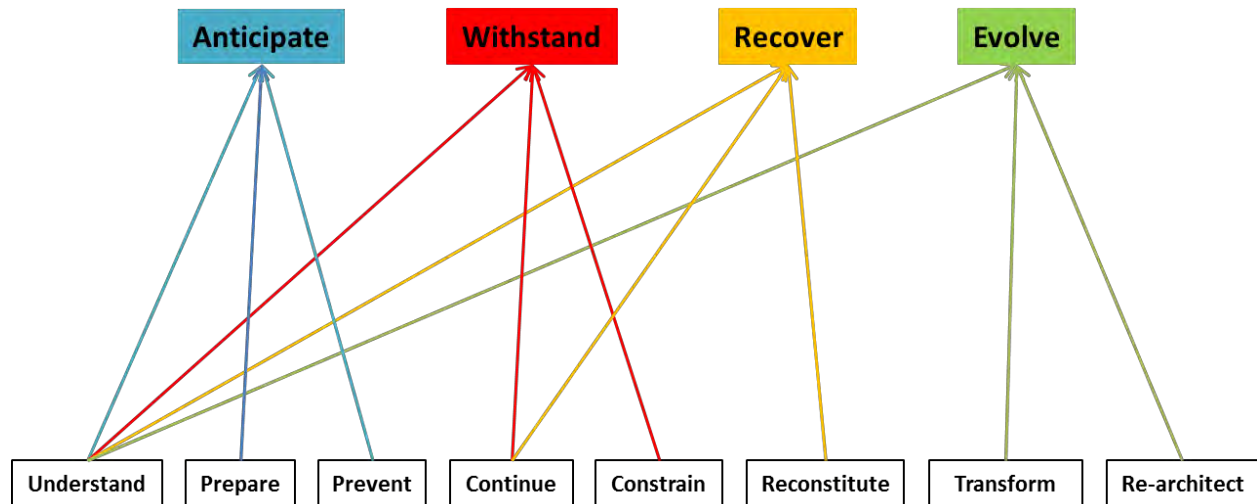 Anticipate
Withstand
Recover
Evolve
Understand
Prepare
Prevent
Continue
Constrain
Reconstitute
Transform
Re-architect